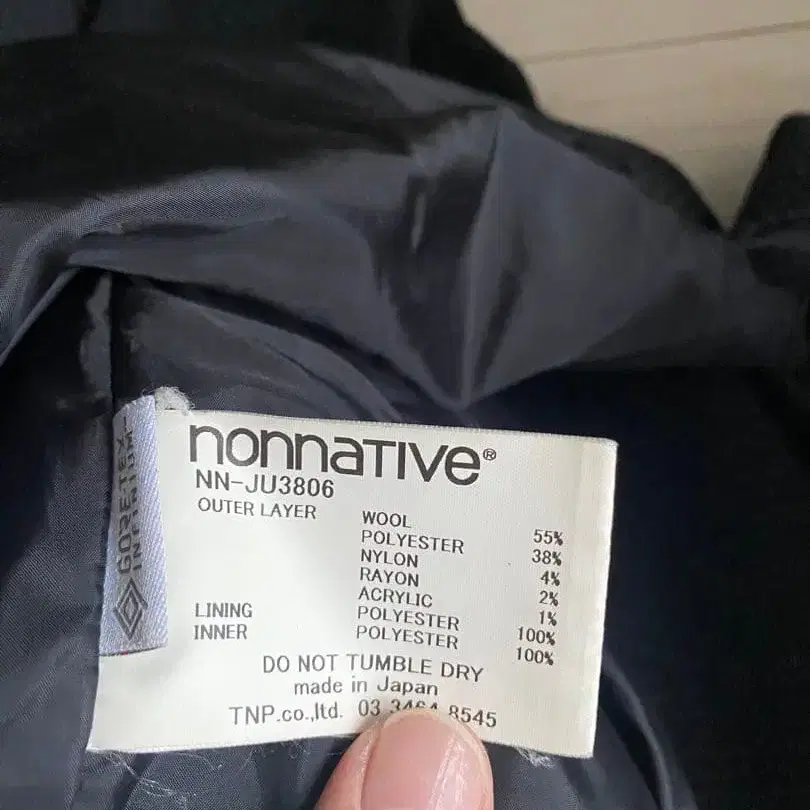 GORE-TEX
INFINIUM
nonnative®
NN-JU3806
OUTER LAYER WOOL 55%
POLYESTER 38%
NYLON 4%
RAYON 2%
ACRYLIC 1%
LINING POLYESTER 100%
INNER POLYESTER 100%
DO NOT TUMBLE DRY
made in Japan
TNP.co.,ltd. 03 3464 8545